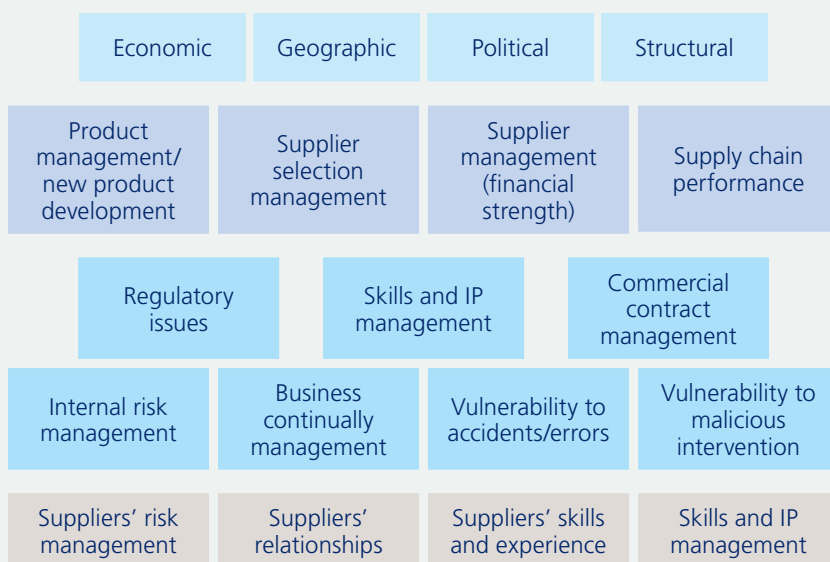 Economic
Geographic
Political
Structural
Product
management/
new product
development
Supplier
selection
management
Supplier
management
(financial
strength)
Supply chain
performance
Regulatory
issues
Skills and IP
management
Commercial
contract
management
Internal risk
management
Business
continually
management
Vulnerability to
accidents/errors
Vulnerability to
malicious
intervention
Suppliers’ risk
management
Suppliers’
relationships
Suppliers’ skills
and experience
Skills and IP
management